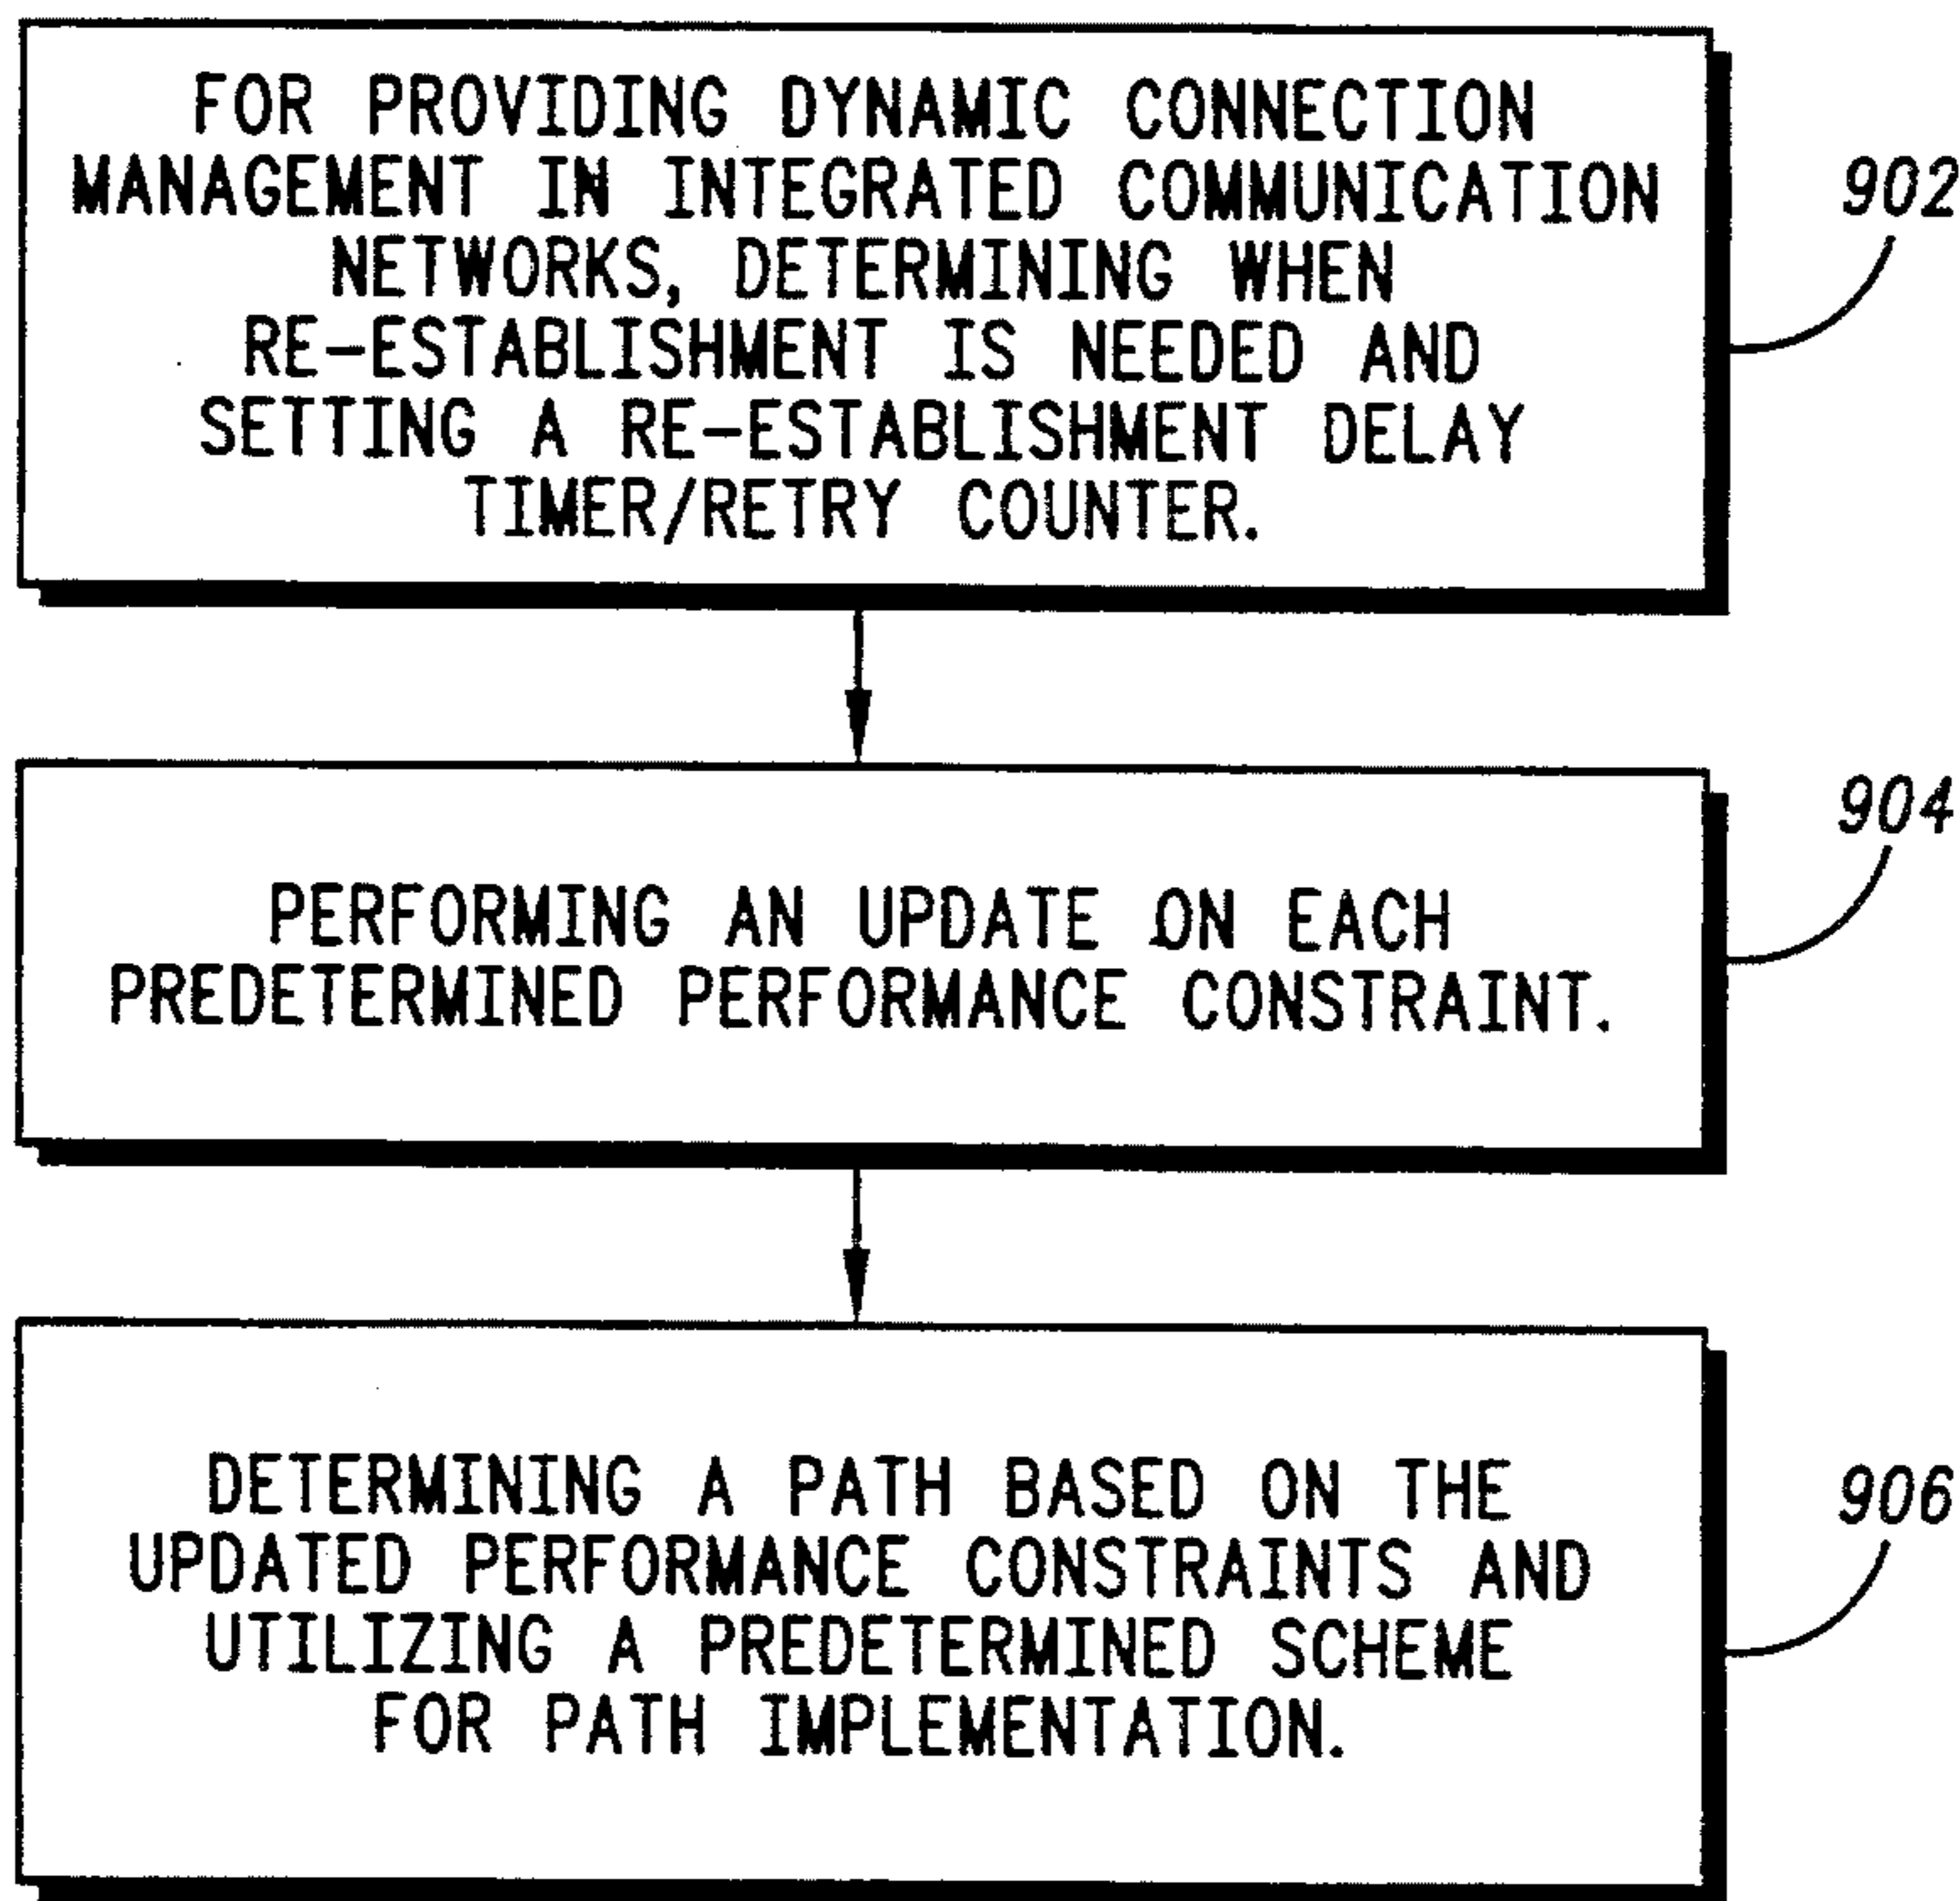 FOR PROVIDING DYNAMIC CONNECTION
MANAGEMENT IN INTEGRATED COMMUNICATION
NETWORKS, DETERMINING WHEN
RE-ESTABLISHMENT IS NEEDED AND
SETTING A RE-ESTABLISHMENT DELAY
TIMER/RETRY COUNTER.
902
PERFORMING AN UPDATE ON EACH
PREDETERMINED PERFORMANCE CONSTRAINT.
904
DETERMINING A PATH BASED ON THE
UPDATED PERFORMANCE CONSTRAINTS AND
UTILIZING A PREDETERMINED SCHEME
FOR PATH IMPLEMENTATION.
906